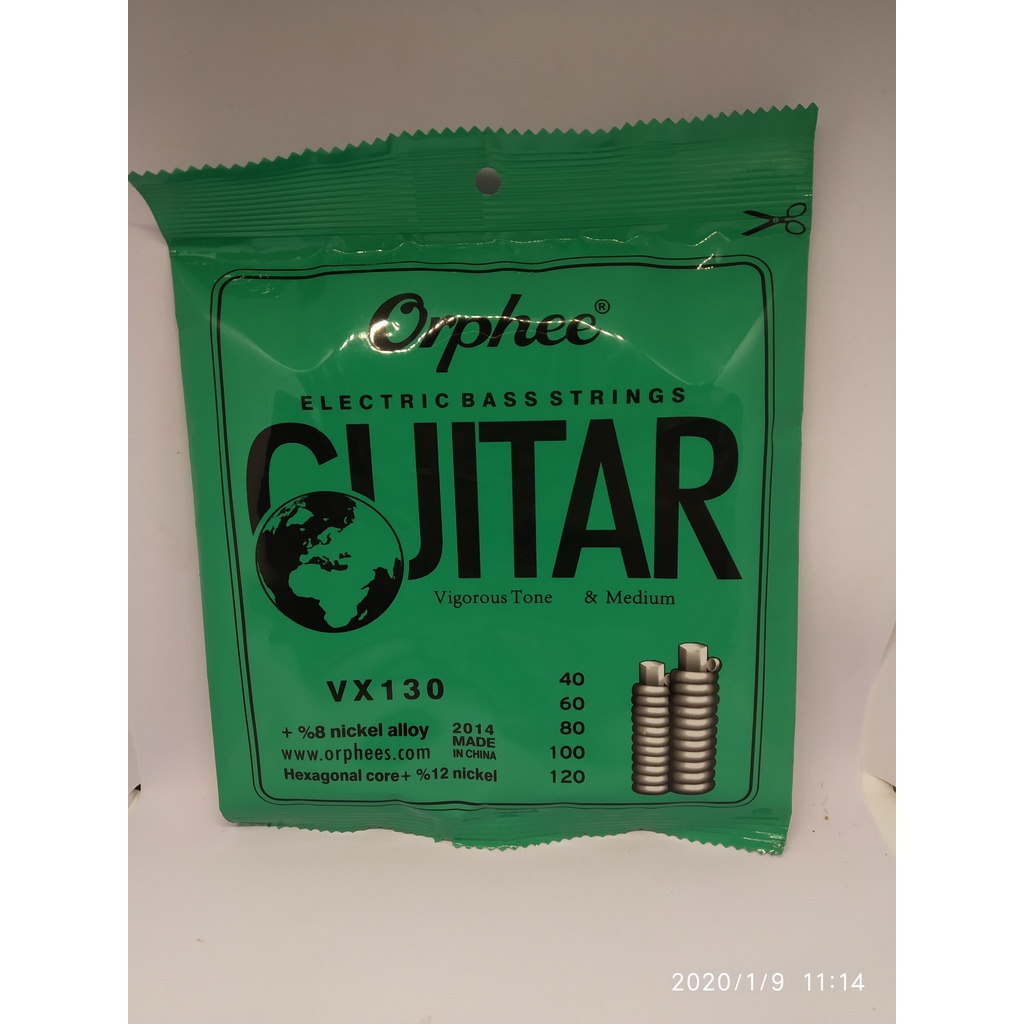 Orphee®
ELECTRIC BASS STRINGS
GUITAR
Vigorous Tone & Medium
VX130
+ %8 nickel alloy
www.orphees.com
Hexagonal core+ %12 nickel
2014
MADE
IN CHINA
40
60
80
100
120
2020/1/9 11:14